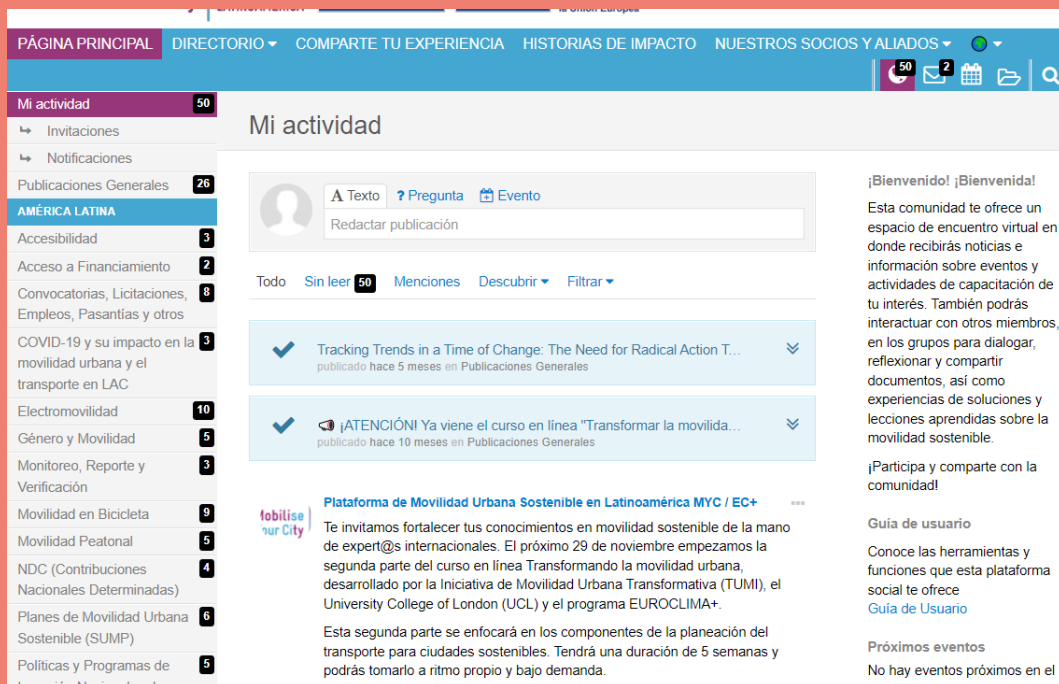 LATINOAMÉRICA
la Unión Europea
PÁGINA PRINCIPAL DIRECTORIO COMPARTE TU EXPERIENCIA HISTORIAS DE IMPACTO NUESTROS SOCIOS Y ALIADOS
50 2
Mi actividad 50
Invitaciones
Notificaciones
Publicaciones Generales 26
AMÉRICA LATINA
Accesibilidad 3
Acceso a Financiamiento 2
Convocatorias, Licitaciones, 8
Empleos, Pasantías y otros
COVID-19 y su impacto en la 3
movilidad urbana y el
transporte en LAC
Electromovilidad 10
Género y Movilidad 5
Monitoreo, Reporte y 3
Verificación
Movilidad en Bicicleta 9
Movilidad Peatonal 5
NDC (Contribuciones 4
Nacionales Determinadas)
Planes de Movilidad Urbana 6
Sostenible (SUMP)
Políticas y Programas de 5
Mi actividad
A Texto ? Pregunta Evento
Redactar publicación
Todo Sin leer 50 Menciones Descubrir Filtrar
Tracking Trends in a Time of Change: The Need for Radical Action T...
publicado hace 5 meses en Publicaciones Generales
¡ATENCIÓN! Ya viene el curso en línea "Transformar la movilida...
publicado hace 10 meses en Publicaciones Generales
Plataforma de Movilidad Urbana Sostenible en Latinoamérica MYC / EC+
Te invitamos fortalecer tus conocimientos en movilidad sostenible de la mano
de expert@s internacionales. El próximo 29 de noviembre empezamos la
segunda parte del curso en línea Transformando la movilidad urbana,
desarrollado por la Iniciativa de Movilidad Urbana Transformativa (TUMI), el
University College of London (UCL) y el programa EUROCLIMA+.
Esta segunda parte se enfocará en los componentes de la planeación del
transporte para ciudades sostenibles. Tendrá una duración de 5 semanas y
podrás tomarlo a ritmo propio y bajo demanda.
¡Bienvenido! ¡Bienvenida!
Esta comunidad te ofrece un
espacio de encuentro virtual en
donde recibirás noticias e
información sobre eventos y
actividades de capacitación de
tu interés. También podrás
interactuar con otros miembros,
en los grupos para dialogar,
reflexionar y compartir
documentos, así como
experiencias de soluciones y
lecciones aprendidas sobre la
movilidad sostenible.
¡Participa y comparte con la
comunidad!
Guía de usuario
Conoce las herramientas y
funciones que esta plataforma
social te ofrece
Guía de Usuario
Próximos eventos
No hay eventos próximos en el